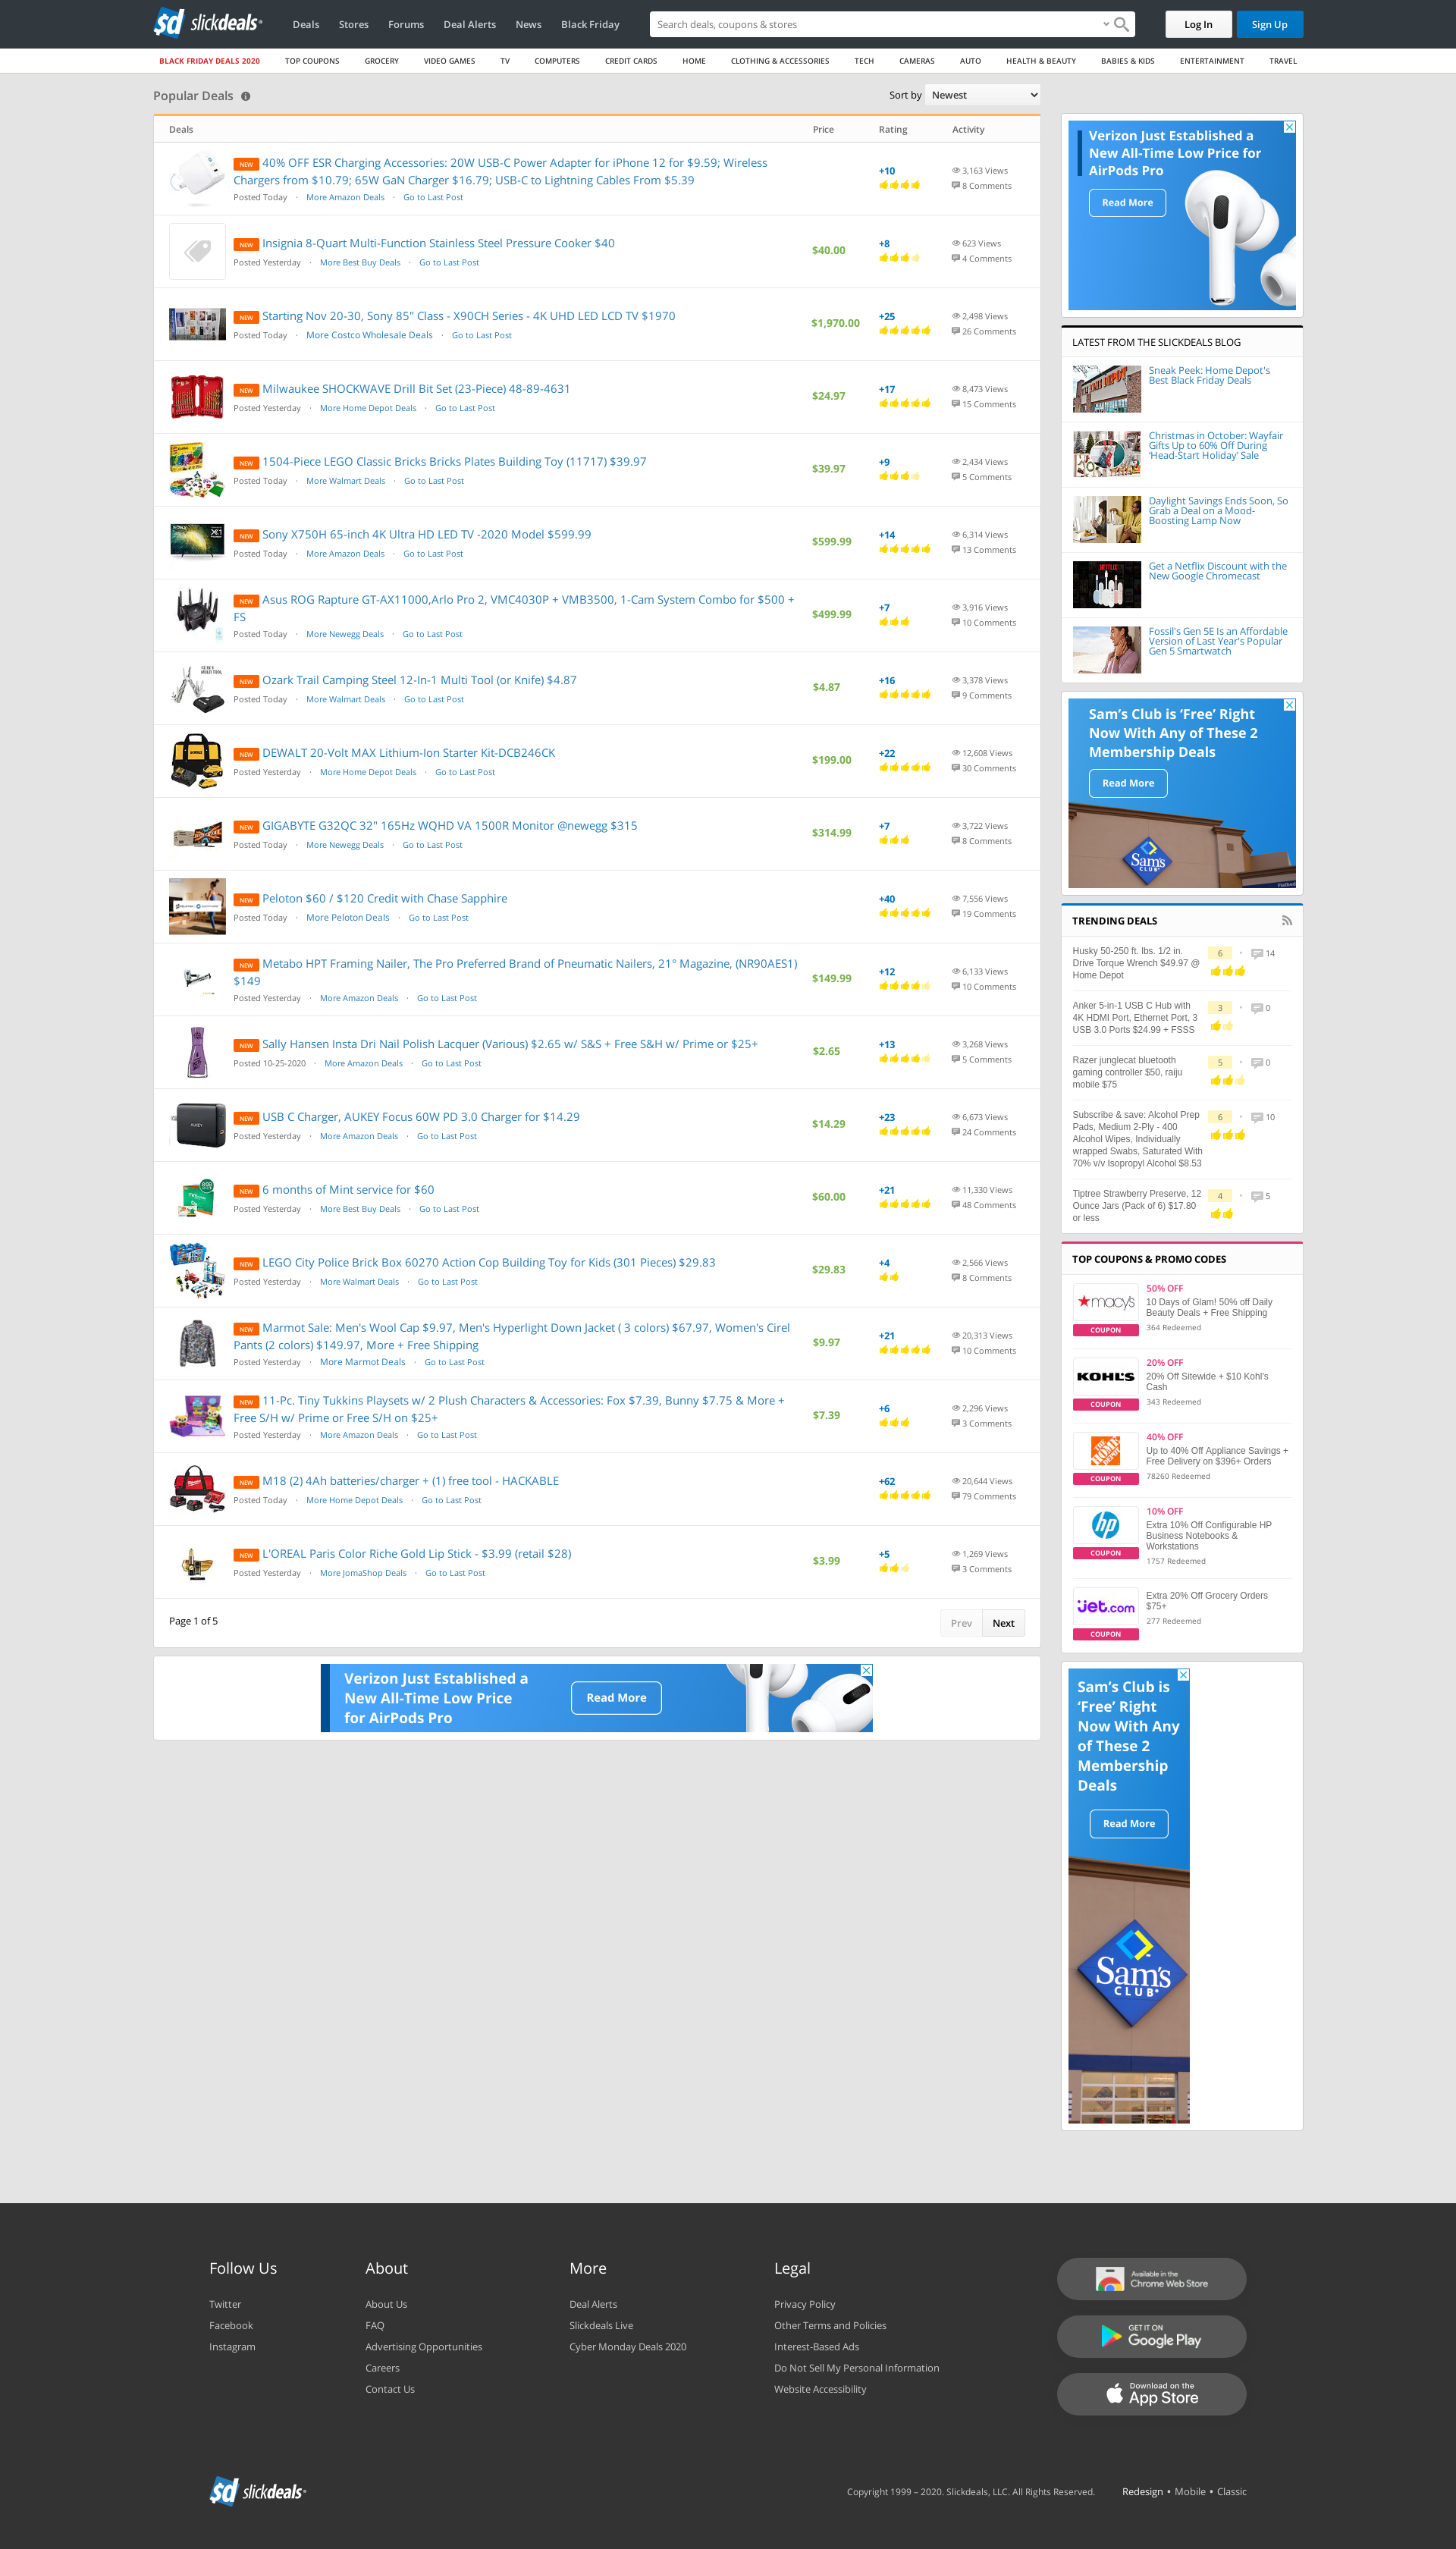 sd slickdeals
Deals Stores Forums Deal Alerts News Black Friday
Search deals, coupons & stores
Log In Sign Up
BLACK FRIDAY DEALS 2020 TOP COUPONS GROCERY VIDEO GAMES TV COMPUTERS CREDIT CARDS HOME CLOTHING & ACCESSORIES TECH CAMERAS AUTO HEALTH & BEAUTY BABIES & KIDS ENTERTAINMENT TRAVEL
Popular Deals
Sort by Newest
Deals Price Rating Activity
NEW 40% OFF ESR Charging Accessories: 20W USB-C Power Adapter for iPhone 12 for $9.59; Wireless
Chargers from $10.79; 65W GaN Charger $16.79; USB-C to Lightning Cables From $5.39
Posted Today · More Amazon Deals · Go to Last Post
+10
3,163 Views
8 Comments
NEW Insignia 8-Quart Multi-Function Stainless Steel Pressure Cooker $40
Posted Yesterday · More Best Buy Deals · Go to Last Post
$40.00
+8
623 Views
4 Comments
NEW Starting Nov 20-30, Sony 85" Class - X90CH Series - 4K UHD LED LCD TV $1970
Posted Today · More Costco Wholesale Deals · Go to Last Post
$1,970.00
+25
2,498 Views
26 Comments
NEW Milwaukee SHOCKWAVE Drill Bit Set (23-Piece) 48-89-4631
Posted Yesterday · More Home Depot Deals · Go to Last Post
$24.97
+17
8,473 Views
15 Comments
NEW 1504-Piece LEGO Classic Bricks Bricks Plates Building Toy (11717) $39.97
Posted Today · More Walmart Deals · Go to Last Post
$39.97
+9
2,434 Views
5 Comments
NEW Sony X750H 65-inch 4K Ultra HD LED TV -2020 Model $599.99
Posted Today · More Amazon Deals · Go to Last Post
$599.99
+14
6,314 Views
13 Comments
NEW Asus ROG Rapture GT-AX11000,Arlo Pro 2, VMC4030P + VMB3500, 1-Cam System Combo for $500 +
FS
Posted Today · More Newegg Deals · Go to Last Post
$499.99
+7
3,916 Views
10 Comments
NEW Ozark Trail Camping Steel 12-In-1 Multi Tool (or Knife) $4.87
Posted Today · More Walmart Deals · Go to Last Post
$4.87
+16
3,378 Views
9 Comments
NEW DEWALT 20-Volt MAX Lithium-Ion Starter Kit-DCB246CK
Posted Yesterday · More Home Depot Deals · Go to Last Post
$199.00
+22
12,608 Views
30 Comments
NEW GIGABYTE G32QC 32" 165Hz WQHD VA 1500R Monitor @newegg $315
Posted Today · More Newegg Deals · Go to Last Post
$314.99
+7
3,722 Views
8 Comments
NEW Peloton $60 / $120 Credit with Chase Sapphire
Posted Today · More Peloton Deals · Go to Last Post
+40
7,556 Views
19 Comments
NEW Metabo HPT Framing Nailer, The Pro Preferred Brand of Pneumatic Nailers, 21° Magazine, (NR90AES1)
$149
Posted Yesterday · More Amazon Deals · Go to Last Post
$149.99
+12
6,133 Views
10 Comments
NEW Sally Hansen Insta Dri Nail Polish Lacquer (Various) $2.65 w/ S&S + Free S&H w/ Prime or $25+
Posted 10-25-2020 · More Amazon Deals · Go to Last Post
$2.65
+13
3,268 Views
5 Comments
NEW USB C Charger, AUKEY Focus 60W PD 3.0 Charger for $14.29
Posted Yesterday · More Amazon Deals · Go to Last Post
$14.29
+23
6,673 Views
24 Comments
NEW 6 months of Mint service for $60
Posted Yesterday · More Best Buy Deals · Go to Last Post
$60.00
+21
11,330 Views
48 Comments
NEW LEGO City Police Brick Box 60270 Action Cop Building Toy for Kids (301 Pieces) $29.83
Posted Yesterday · More Walmart Deals · Go to Last Post
$29.83
+4
2,566 Views
8 Comments
NEW Marmot Sale: Men's Wool Cap $9.97, Men's Hyperlight Down Jacket ( 3 colors) $67.97, Women's Cirel
Pants (2 colors) $149.97, More + Free Shipping
Posted Yesterday · More Marmot Deals · Go to Last Post
$9.97
+21
20,313 Views
10 Comments
NEW 11-Pc. Tiny Tukkins Playsets w/ 2 Plush Characters & Accessories: Fox $7.39, Bunny $7.75 & More +
Free S/H w/ Prime or Free S/H on $25+
Posted Yesterday · More Amazon Deals · Go to Last Post
$7.39
+6
2,296 Views
3 Comments
NEW M18 (2) 4Ah batteries/charger + (1) free tool - HACKABLE
Posted Today · More Home Depot Deals · Go to Last Post
+62
20,644 Views
79 Comments
NEW L'OREAL Paris Color Riche Gold Lip Stick - $3.99 (retail $28)
Posted Yesterday · More JomaShop Deals · Go to Last Post
$3.99
+5
1,269 Views
3 Comments
Page 1 of 5
Prev Next
Verizon Just Established a
New All-Time Low Price
for AirPods Pro
Read More
Verizon Just Established a
New All-Time Low Price for
AirPods Pro
Read More
LATEST FROM THE SLICKDEALS BLOG
Sneak Peek: Home Depot's
Best Black Friday Deals
Christmas in October: Wayfair
Gifts Up to 60% Off During
‘Head-Start Holiday’ Sale
Daylight Savings Ends Soon, So
Grab a Deal on a Mood-
Boosting Lamp Now
NETFLIX
Get a Netflix Discount with the
New Google Chromecast
Fossil's Gen 5E Is an Affordable
Version of Last Year's Popular
Gen 5 Smartwatch
Sam’s Club is ‘Free’ Right
Now With Any of These 2
Membership Deals
Read More
Sam's
CLUB
TRENDING DEALS
Husky 50-250 ft. lbs. 1/2 in.
Drive Torque Wrench $49.97 @
Home Depot
6 · 14
Anker 5-in-1 USB C Hub with
4K HDMI Port, Ethernet Port, 3
USB 3.0 Ports $24.99 + FSSS
3 · 0
Razer junglecat bluetooth
gaming controller $50, raiju
mobile $75
5 · 0
Subscribe & save: Alcohol Prep
Pads, Medium 2-Ply - 400
Alcohol Wipes, Individually
wrapped Swabs, Saturated With
70% v/v Isopropyl Alcohol $8.53
6 · 10
Tiptree Strawberry Preserve, 12
Ounce Jars (Pack of 6) $17.80
or less
4 · 5
TOP COUPONS & PROMO CODES
macy's
COUPON
50% OFF
10 Days of Glam! 50% off Daily
Beauty Deals + Free Shipping
364 Redeemed
KOHL'S
COUPON
20% OFF
20% Off Sitewide + $10 Kohl's
Cash
343 Redeemed
COUPON
40% OFF
Up to 40% Off Appliance Savings +
Free Delivery on $396+ Orders
78260 Redeemed
hp
COUPON
10% OFF
Extra 10% Off Configurable HP
Business Notebooks &
Workstations
1757 Redeemed
jet.com
COUPON
Extra 20% Off Grocery Orders
$75+
277 Redeemed
Sam’s Club is
‘Free’ Right
Now With Any
of These 2
Membership
Deals
Read More
Sam's
CLUB
Follow Us
Twitter
Facebook
Instagram
About
About Us
FAQ
Advertising Opportunities
Careers
Contact Us
More
Deal Alerts
Slickdeals Live
Cyber Monday Deals 2020
Legal
Privacy Policy
Other Terms and Policies
Interest-Based Ads
Do Not Sell My Personal Information
Website Accessibility
Available in the
Chrome Web Store
GET IT ON
Google Play
Download on the
App Store
sd slickdeals
Copyright 1999 – 2020. Slickdeals, LLC. All Rights Reserved. Redesign • Mobile • Classic